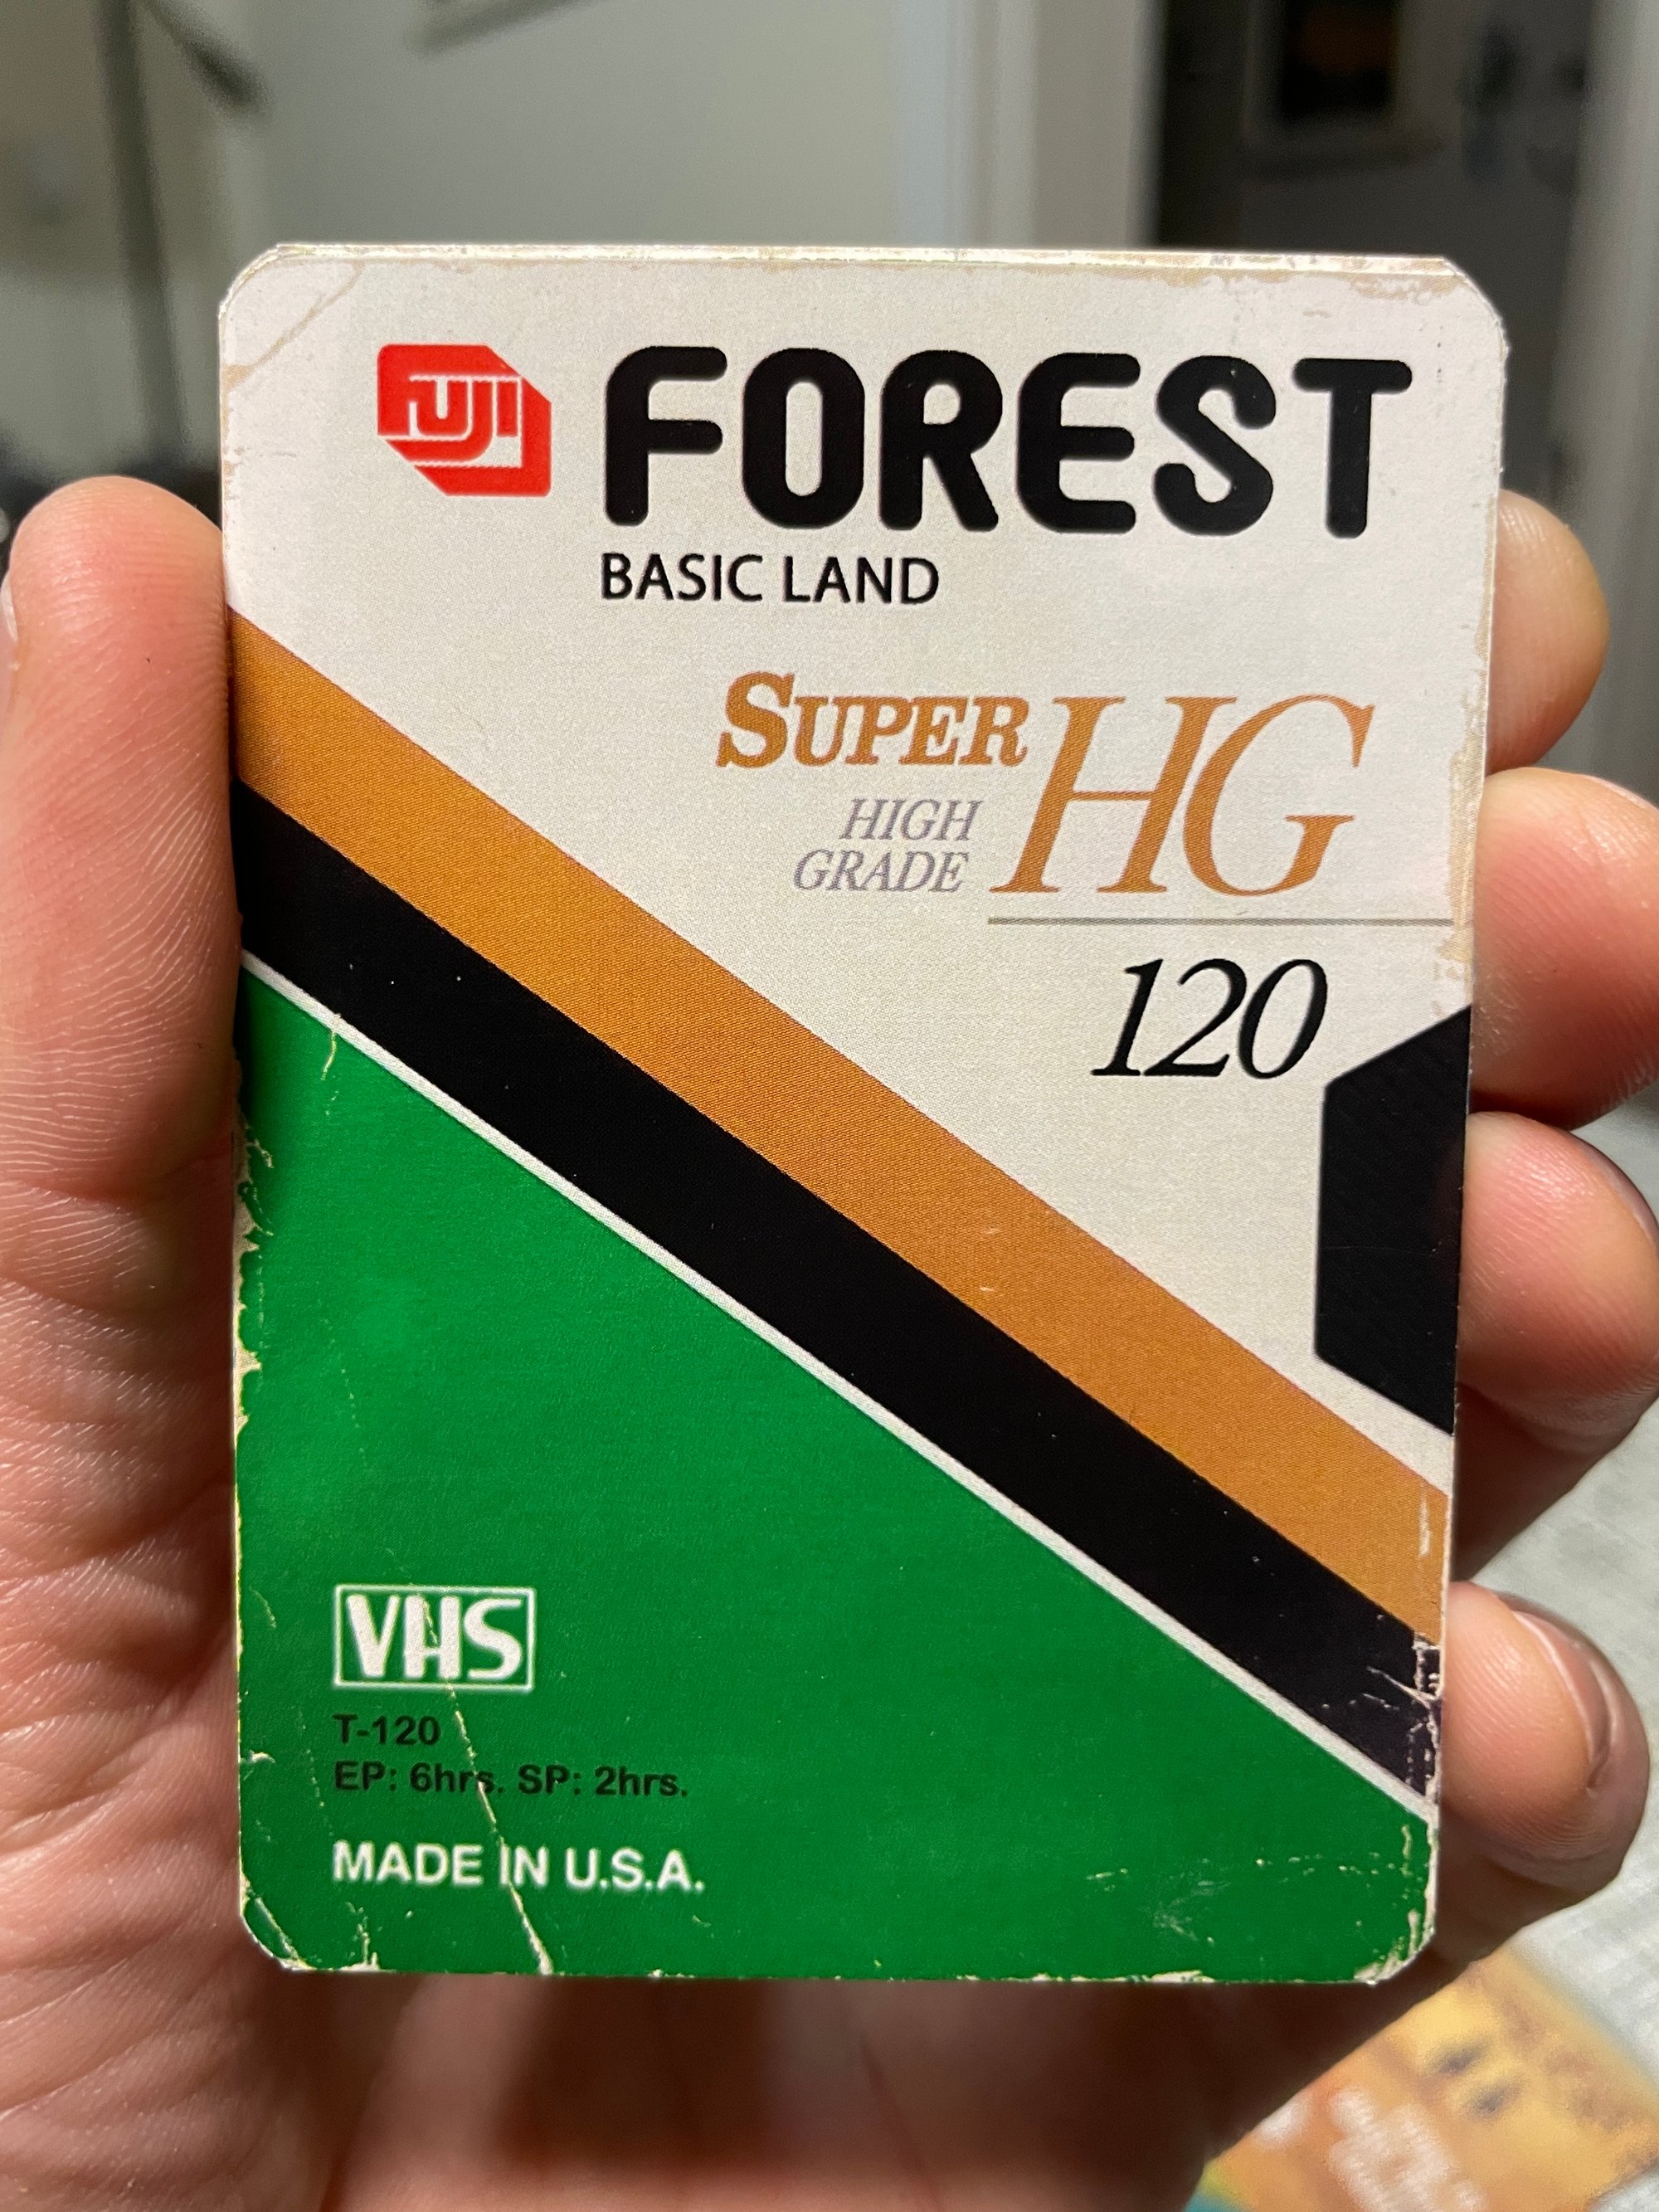 FUJI FOREST
BASIC LAND
SUPER HG
HIGH
GRADE
120
VHS
T-120
EP: 6hrs. SP: 2hrs.
MADE IN U.S.A.